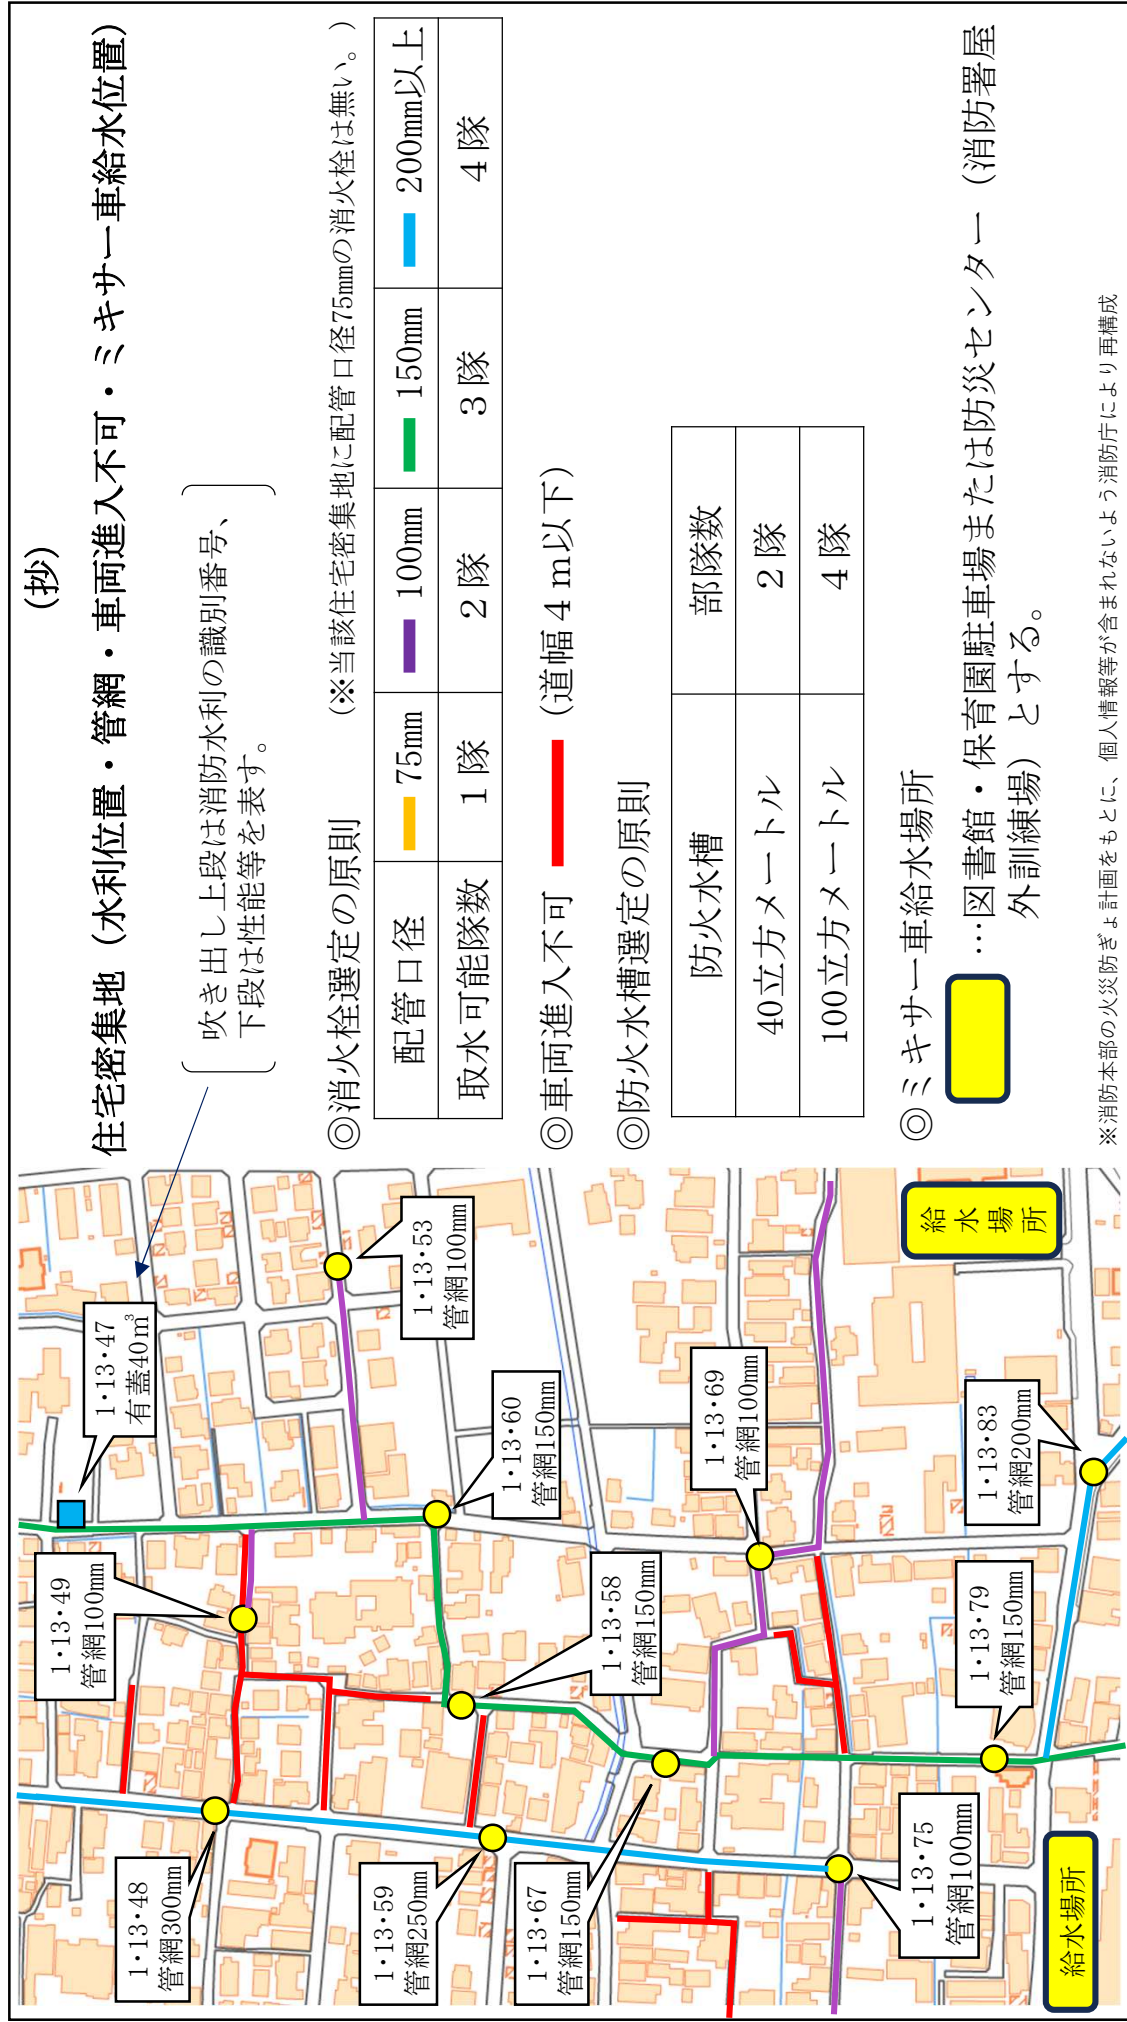 (抄)
住宅密集地（水利位置・管網・車両進入不可・ミキサー車給水位置）
吹き出し上段は消防水利の識別番号、
下段は性能等を表す。
◎消火栓選定の原則 (※当該住宅密集地に配管口径75mmの消火栓は無い。)
配管口径 75mm 100mm 150mm 200mm以上
取水可能隊数 1隊 2隊 3隊 4隊
◎車両進入不可 (道幅4m以下)
◎防火水槽選定の原則
防火水槽 部隊数
40立方メートル 2隊
100立方メートル 4隊
◎ミキサー車給水場所
…図書館・保育園駐車場または防災センター（消防署屋
外訓練場）とする。
※消防本部の火災防ぎょ計画をもとに、個人情報等が含まれないよう消防庁により再構成
1・13・48
管網300mm
1・13・49
管網100mm
1・13・47
有蓋40㎥
1・13・53
管網100mm
1・13・59
管網250mm
1・13・60
管網150mm
1・13・58
管網150mm
1・13・67
管網150mm
1・13・69
管網100mm
1・13・75
管網100mm
1・13・79
管網150mm
1・13・83
管網200mm
給水場所
給
水
場
所